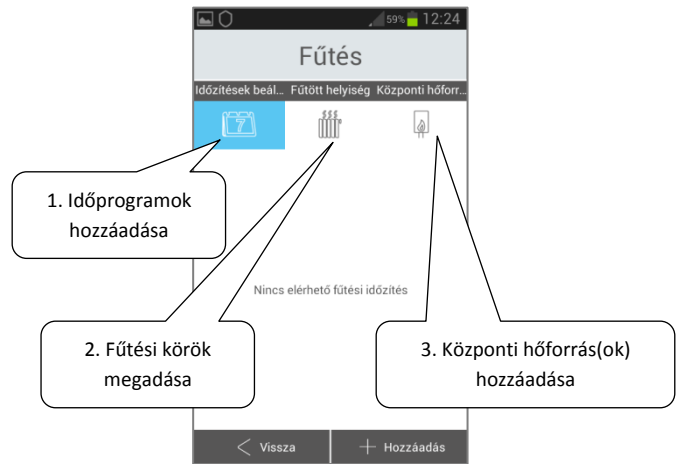 59% 12:24
Fűtés
Időzítések beál... Fűtött helyiség Központi hőforr...
7
1. Időprogramok
hozzáadása
Nincs elérhető fűtési időzítés
2. Fűtési körök
megadása
3. Központi hőforrás(ok)
hozzáadása
Vissza Hozzáadás